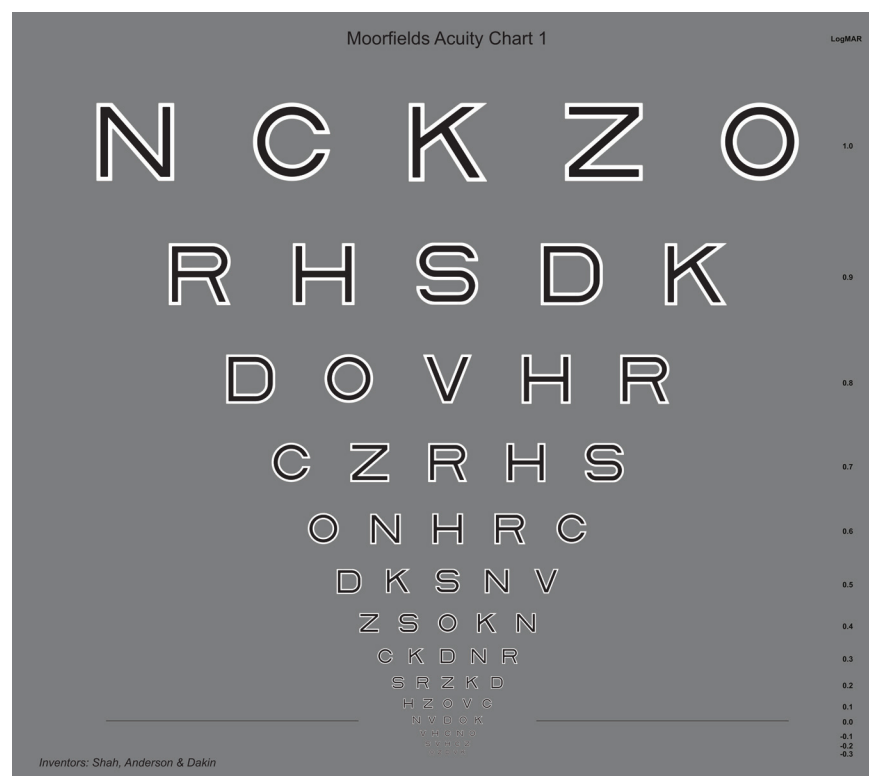 Moorfields Acuity Chart 1
LogMAR
N C K Z O 1.0
R H S D K 0.9
D O V H R 0.8
C Z R H S 0.7
O N H R C 0.6
D K S N V 0.5
Z S O K N 0.4
C K D N R 0.3
S R Z K D 0.2
H Z O V C 0.1
N V D O K 0.0
-0.1
-0.2
-0.3
Inventors: Shah, Anderson & Dakin